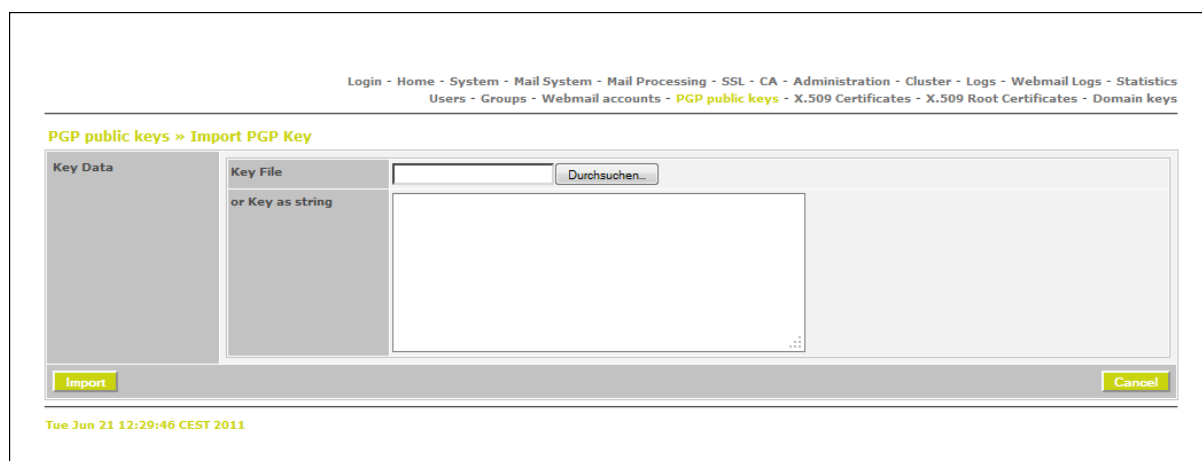 Login - Home - System - Mail System - Mail Processing - SSL - CA - Administration - Cluster - Logs - Webmail Logs - Statistics
Users - Groups - Webmail accounts - PGP public keys - X.509 Certificates - X.509 Root Certificates - Domain keys
PGP public keys » Import PGP Key
Key Data
Key File
Durchsuchen...
or Key as string
Import
Cancel
Tue Jun 21 12:29:46 CEST 2011